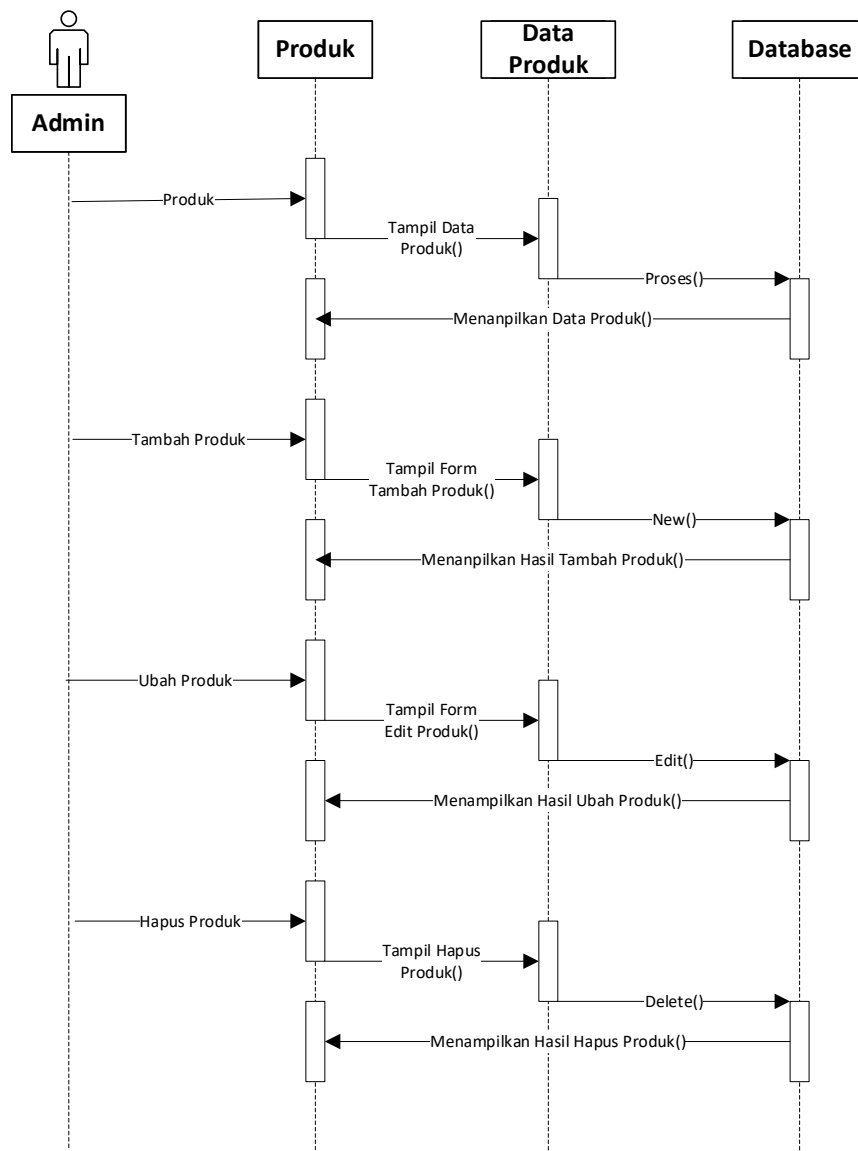 Admin
Produk
Data
Produk
Database
Produk
Tampil Data
Produk()
Proses()
Menanpilkan Data Produk()
Tambah Produk
Tampil Form
Tambah Produk()
New()
Menanpilkan Hasil Tambah Produk()
Ubah Produk
Tampil Form
Edit Produk()
Edit()
Menampilkan Hasil Ubah Produk()
Hapus Produk
Tampil Hapus
Produk()
Delete()
Menampilkan Hasil Hapus Produk()